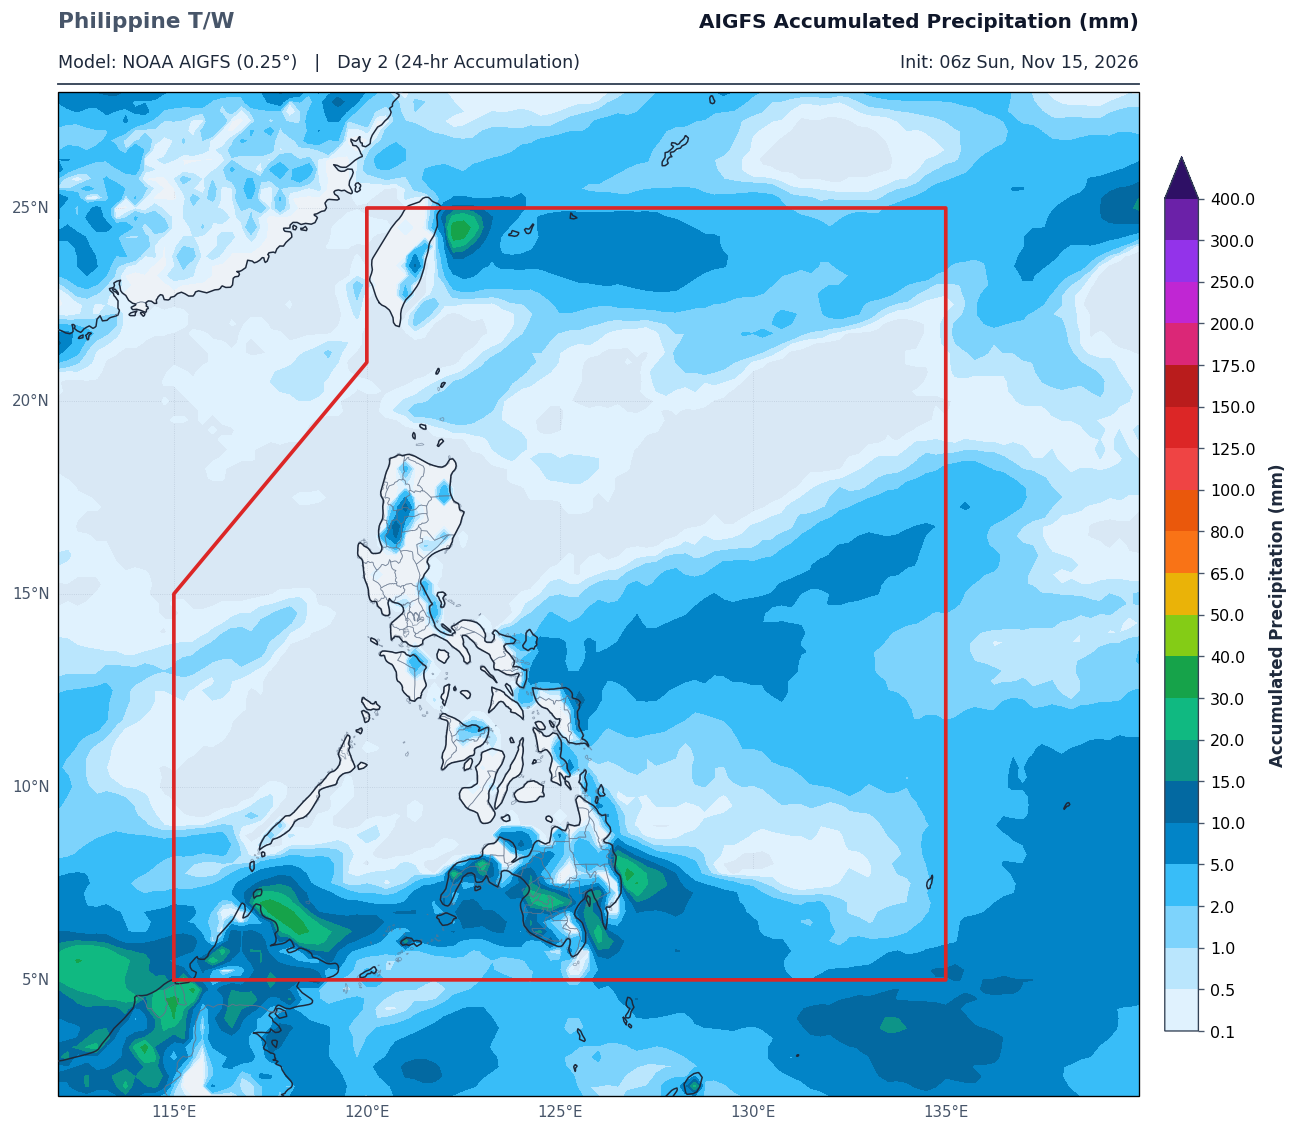 Philippine T/W
AIGFS Accumulated Precipitation (mm)
Model: NOAA AIGFS (0.25°)   |   Day 2 (24-hr Accumulation)
Init: 06z Sun, Nov 15, 2026
25°N
20°N
15°N
10°N
5°N
115°E
120°E
125°E
130°E
135°E
400.0
300.0
250.0
200.0
175.0
150.0
125.0
100.0
80.0
65.0
50.0
40.0
30.0
20.0
15.0
10.0
5.0
2.0
1.0
0.5
0.1
Accumulated Precipitation (mm)